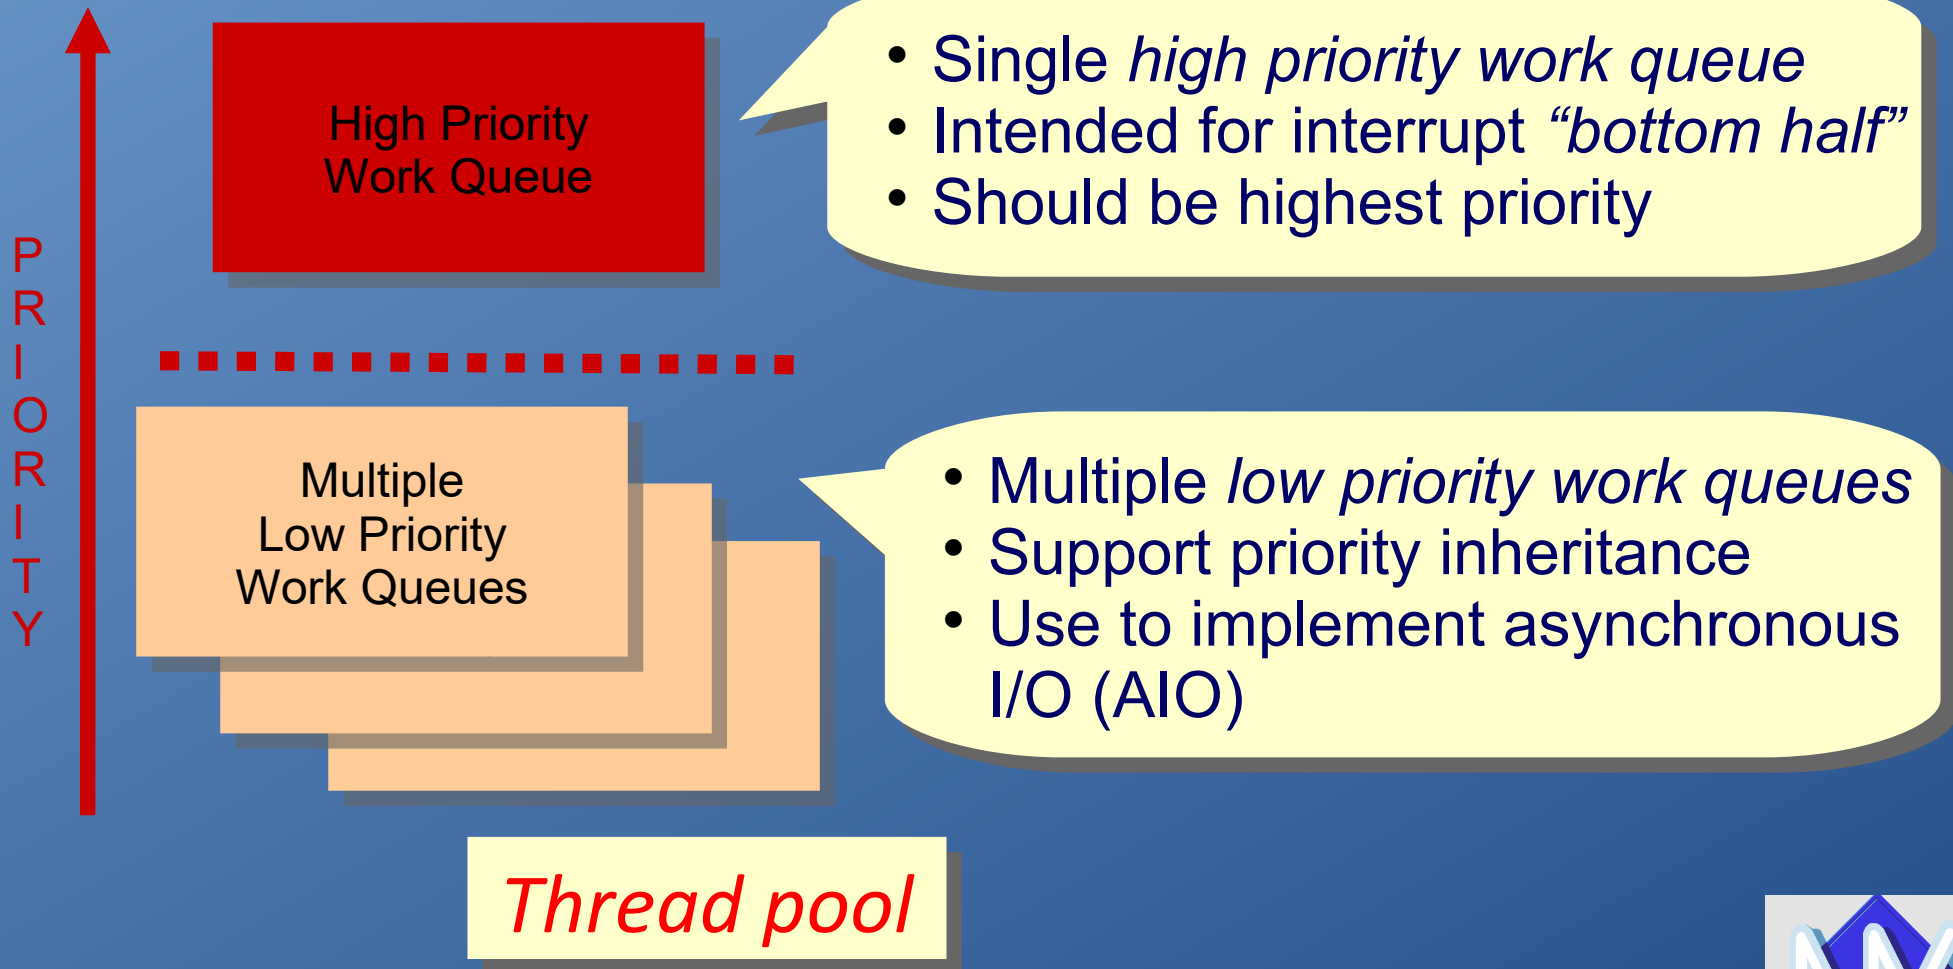 PRIORITY
High Priority
Work Queue
• Single high priority work queue
• Intended for interrupt “bottom half”
• Should be highest priority
Multiple
Low Priority
Work Queues
• Multiple low priority work queues
• Support priority inheritance
• Use to implement asynchronous
I/O (AIO)
Thread pool